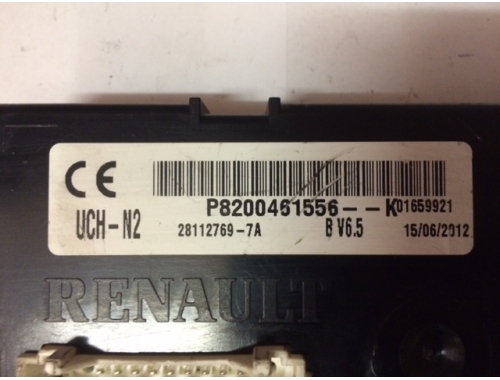 CE
P8200461556--K01659921
UCH-N2 28112769-7A B V6.5 15/06/2012
RENAULT